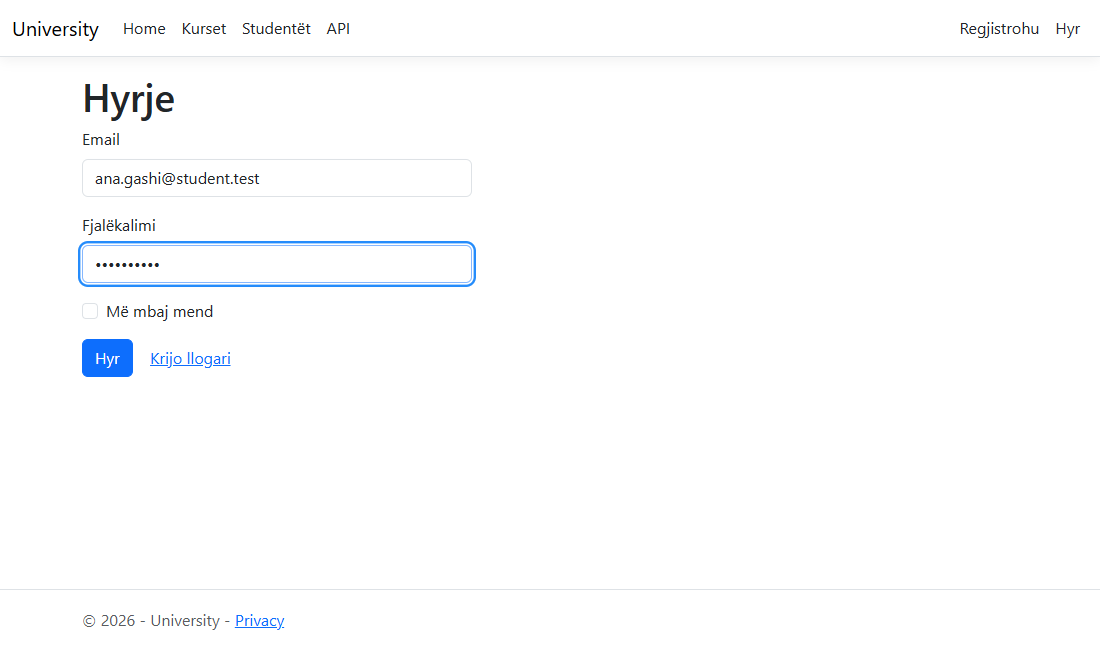 University Home Kurset Studentët API Regjistrohu Hyr
Hyrje
Email
ana.gashi@student.test
Fjalëkalimi
••••••••••
Më mbaj mend
Hyr Krijo llogari
© 2026 - University - Privacy